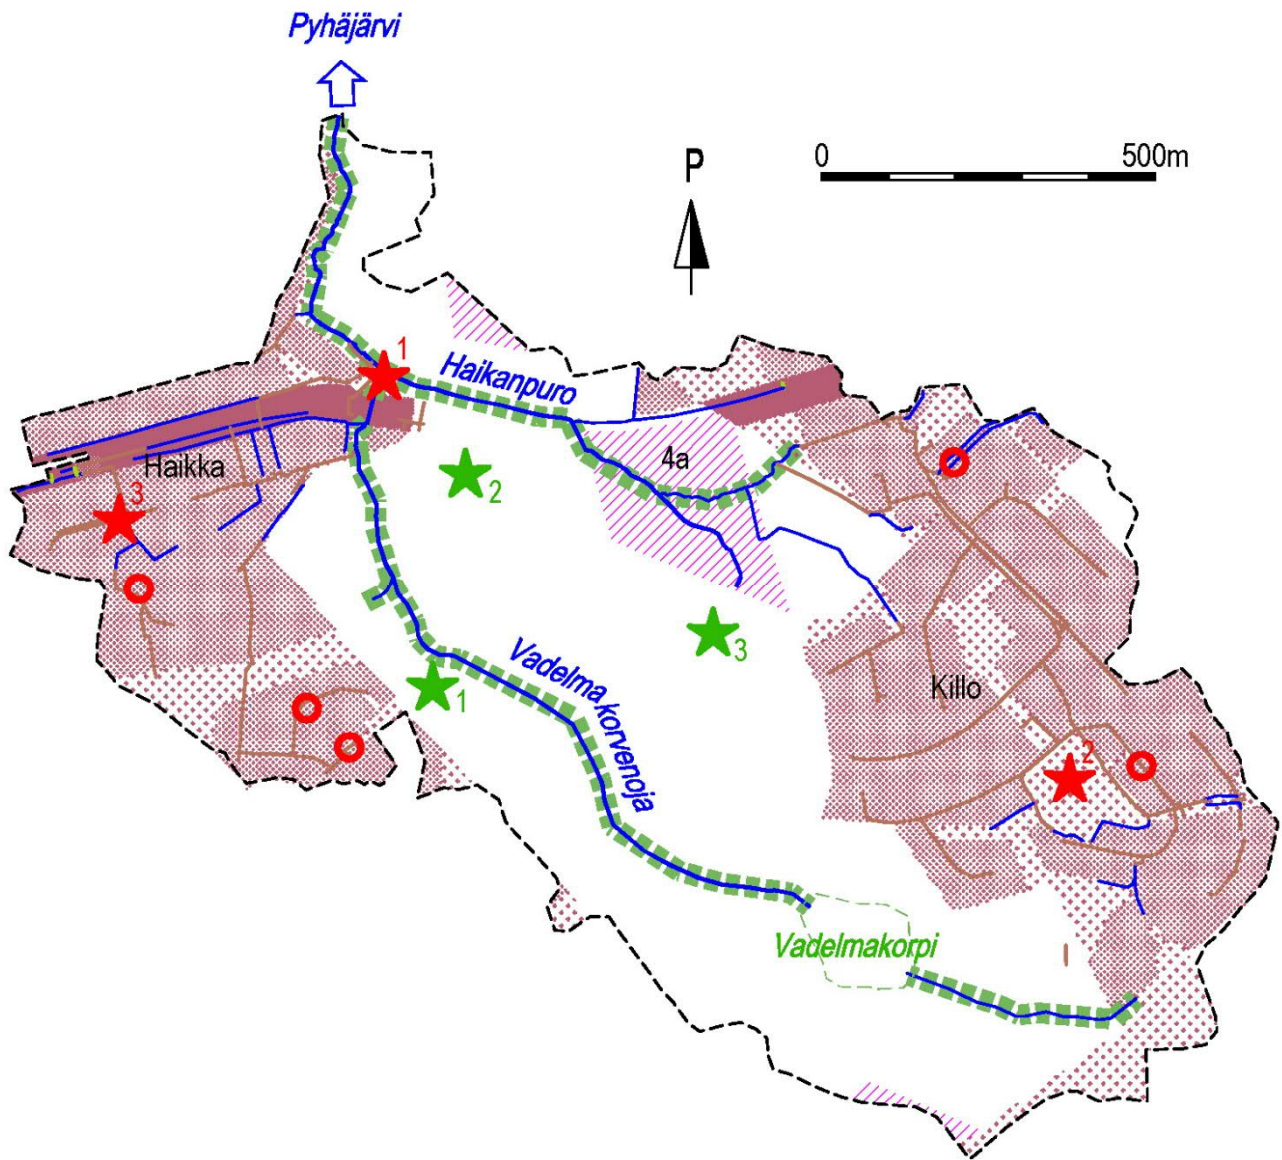 Pyhäjärvi
P
0 500m
1
Haikanpuro
4a
Haikka
2
3
3
Killo
Vadelma korvenoja
1
2
Vadelmakorpi